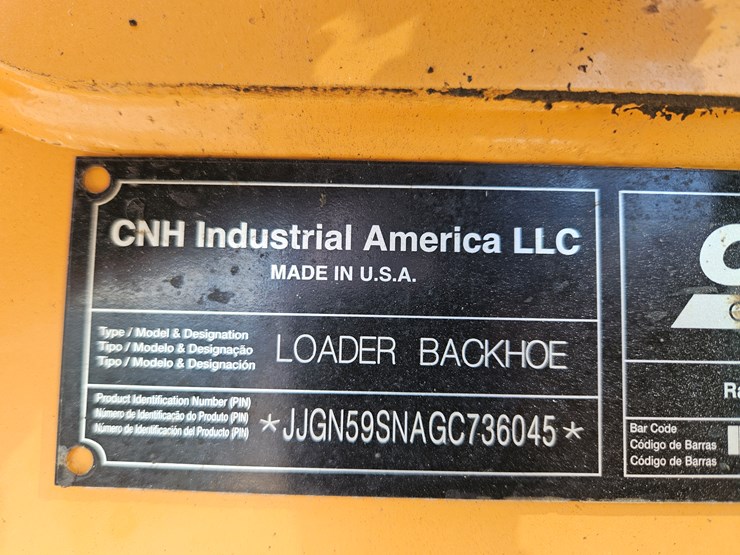 CNH Industrial America LLC
MADE IN U.S.A.
Type / Model & Designation
Tipo / Modelo & Designação
Tipo / Modelo & Designación
LOADER BACKHOE
Product Identification Number (PIN)
Número de Identificação do Produto (PIN)
Número de Identificación del Producto (PIN)
*JJGN59SNAGC736045*
Bar Code
Código de Barras
Código de Barras